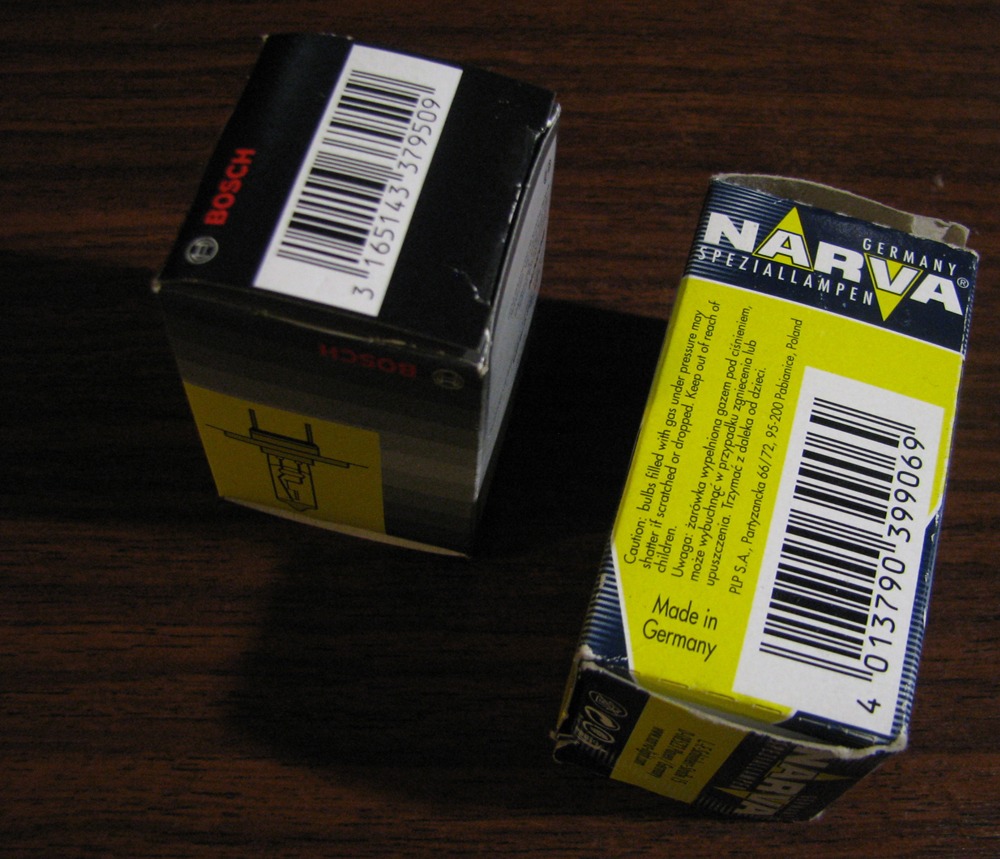 BOSCH
3 165143 379509
BOSCH
NARVA®
GERMANY
SPEZIALLAMPEN
Caution: bulbs filled with gas under pressure may
shatter if scratched or dropped. Keep out of reach of
children.
Uwaga: żarówka wypełniona gazem pod ciśnieniem,
może wybuchnąć w przypadku zgniecenia lub
upuszczenia. Trzymać z daleka od dzieci.
PLP S.A., Partyzancka 66/72, 95-200 Pabianice, Poland
Made in
Germany
4 013790 399069
NARVA